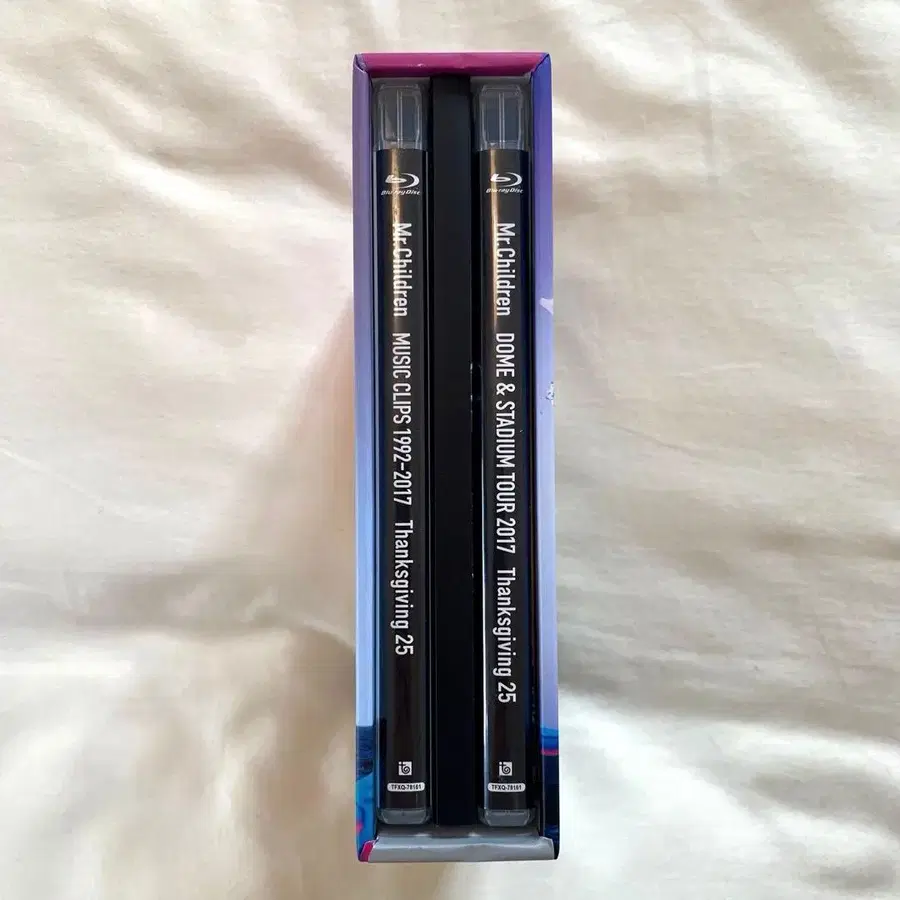 Blu-ray Disc
Mr.Children MUSIC CLIPS 1992-2017 Thanksgiving 25
TFXQ-78161
Blu-ray Disc
Mr.Children DOME & STADIUM TOUR 2017 Thanksgiving 25
TFXQ-78161